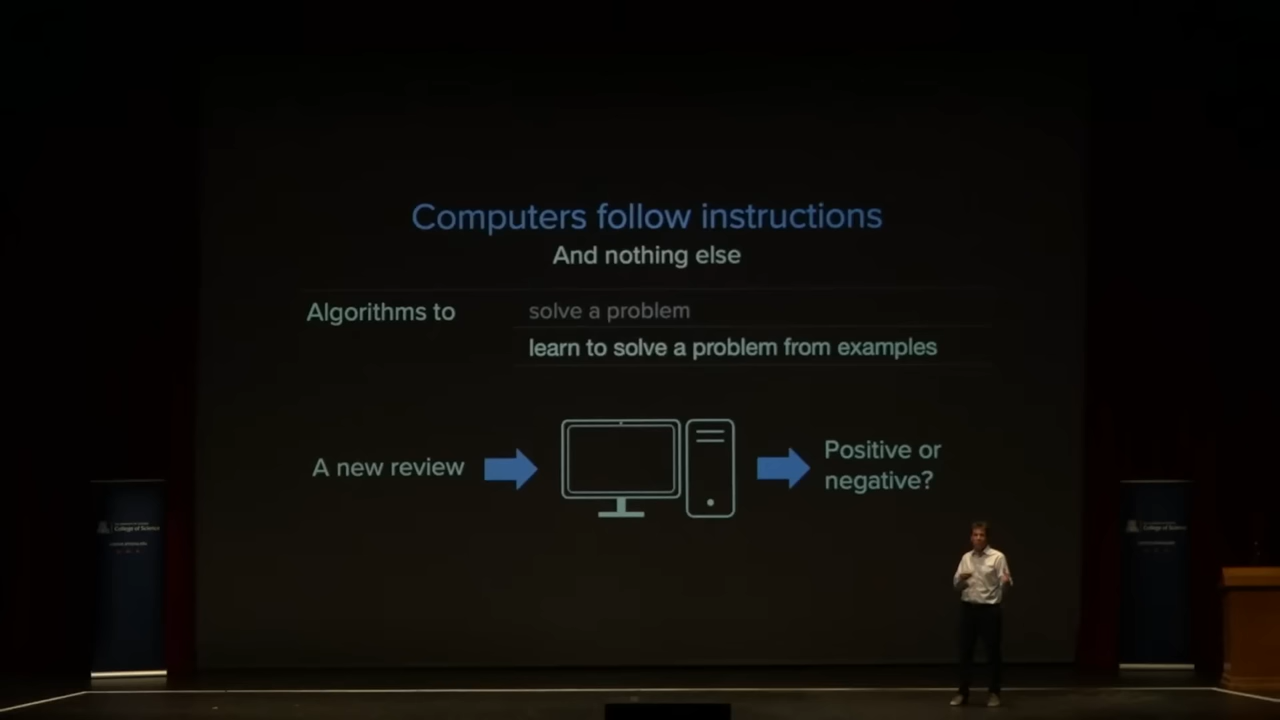 Computers follow instructions
And nothing else
Algorithms to
solve a problem
learn to solve a problem from examples
A new review
Positive or
negative?
College of Science
College of Science